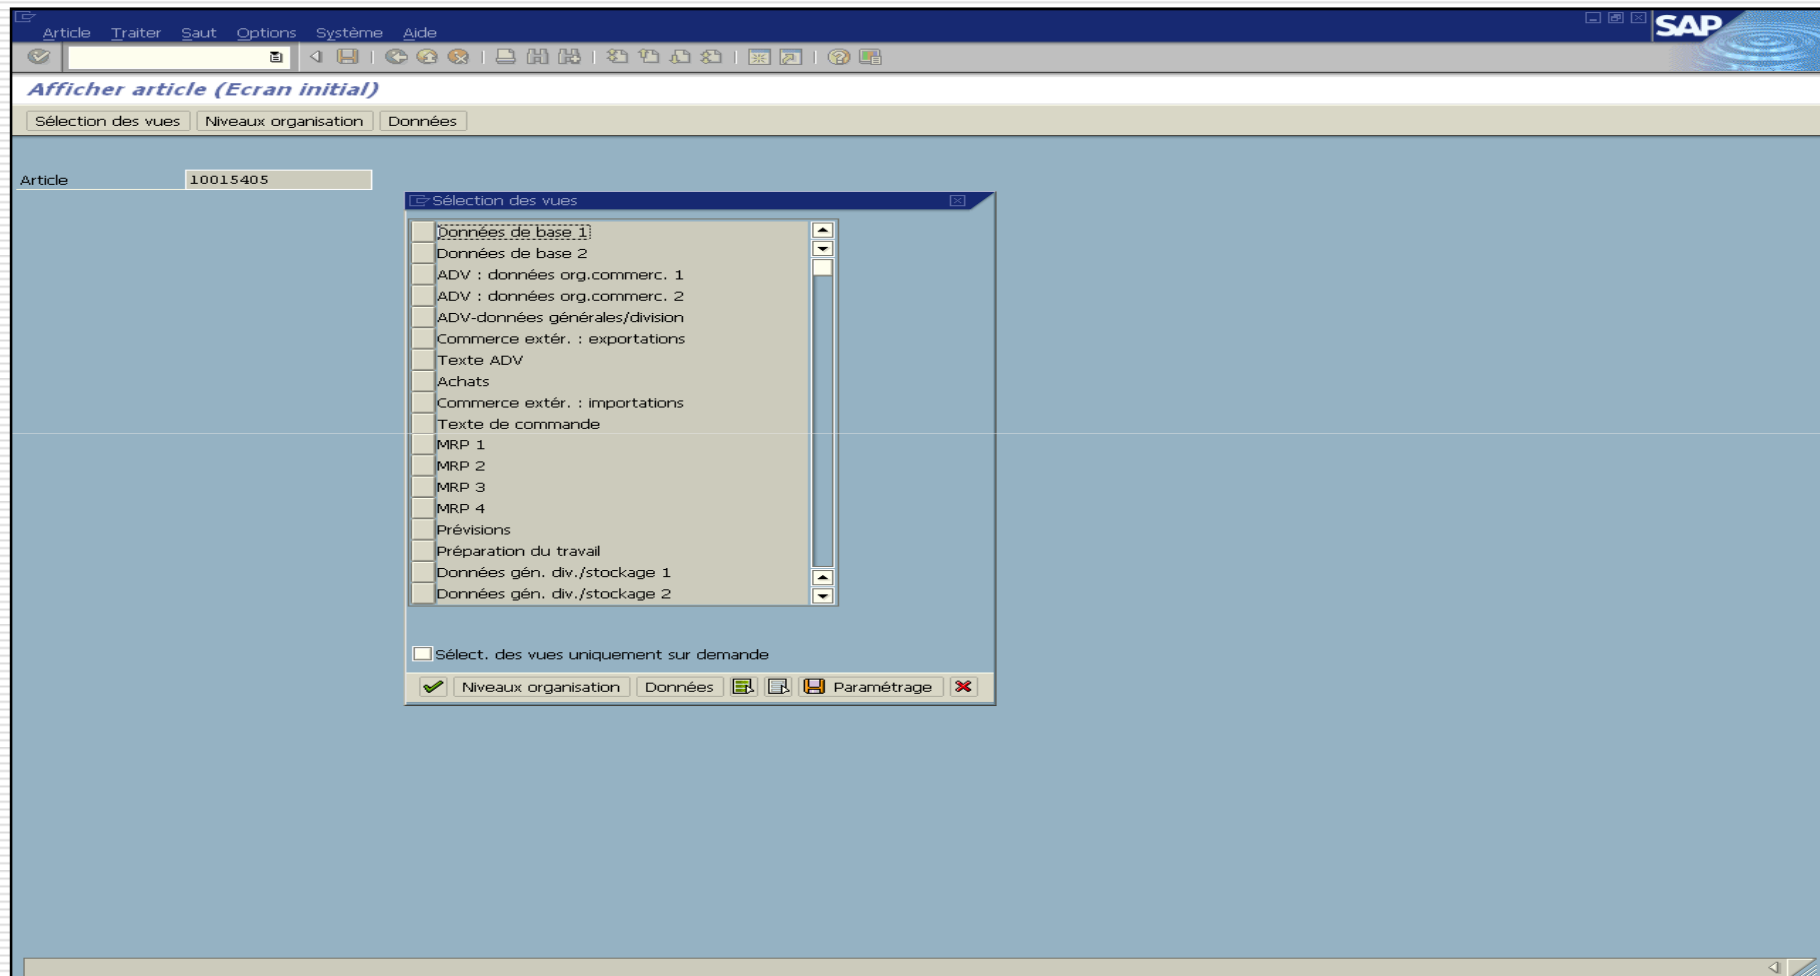 Article Traiter Saut Options Système Aide
SAP
Afficher article (Ecran initial)
Sélection des vues Niveaux organisation Données
Article 10015405
Sélection des vues
Données de base 1
Données de base 2
ADV : données org.commerc. 1
ADV : données org.commerc. 2
ADV-données générales/division
Commerce extér. : exportations
Texte ADV
Achats
Commerce extér. : importations
Texte de commande
MRP 1
MRP 2
MRP 3
MRP 4
Prévisions
Préparation du travail
Données gén. div./stockage 1
Données gén. div./stockage 2
Sélect. des vues uniquement sur demande
Niveaux organisation Données Paramétrage